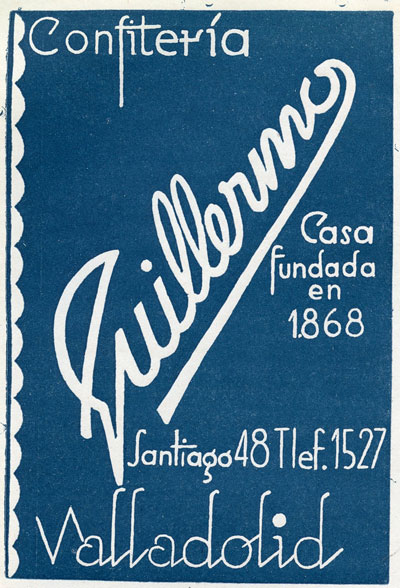 Confitería
Guillermo
Casa
fundada
en
1.868
Santiago 48 Tlef. 1527
Valladolid